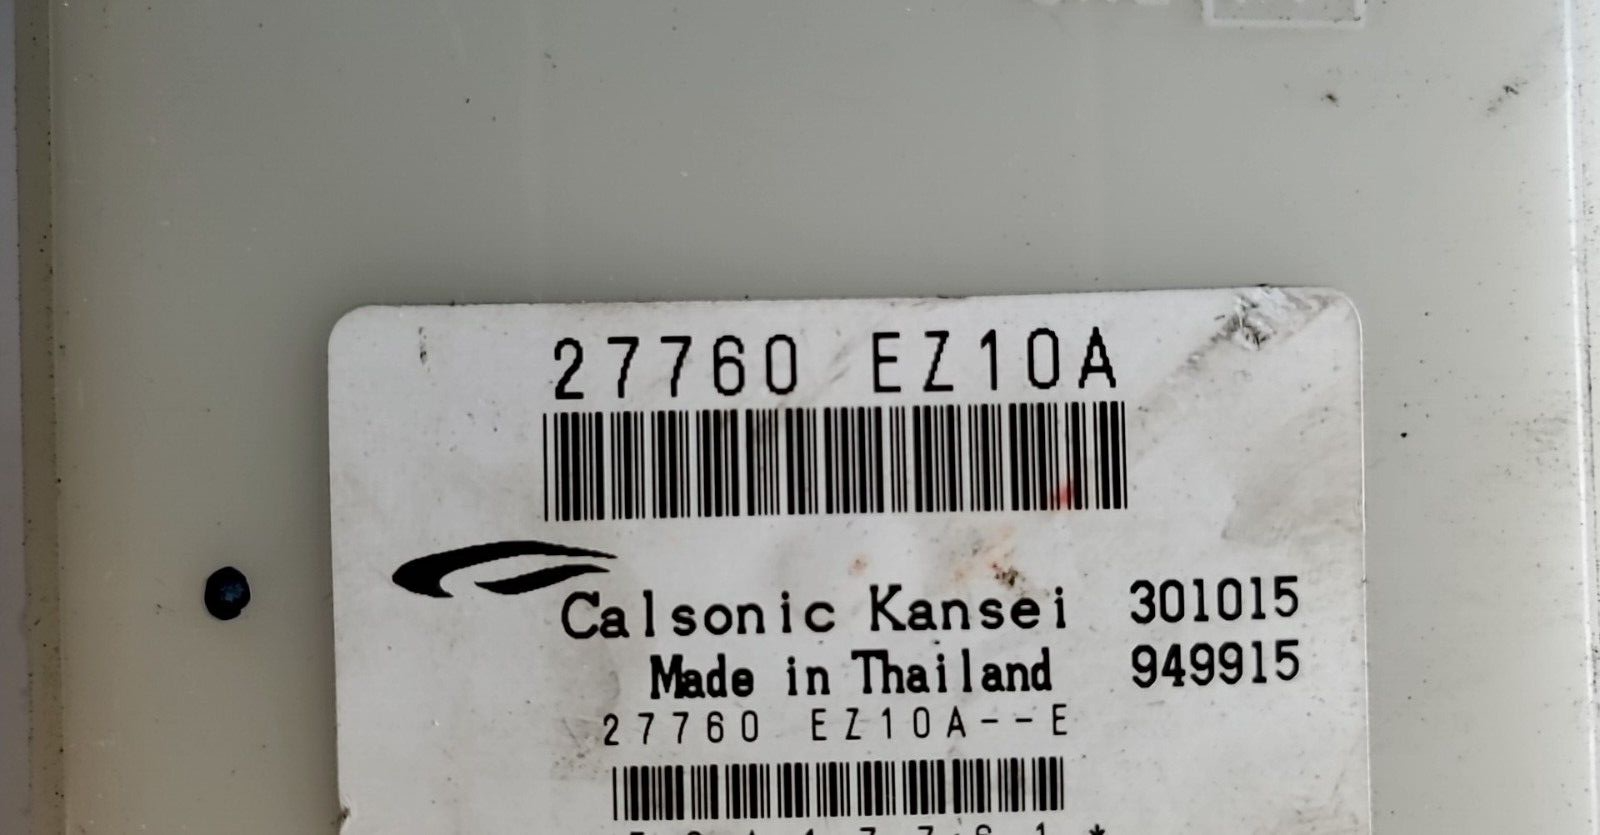 27760 EZ10A
Calsonic Kansei 301015
Made in Thailand 949915
27760 EZ10A--E